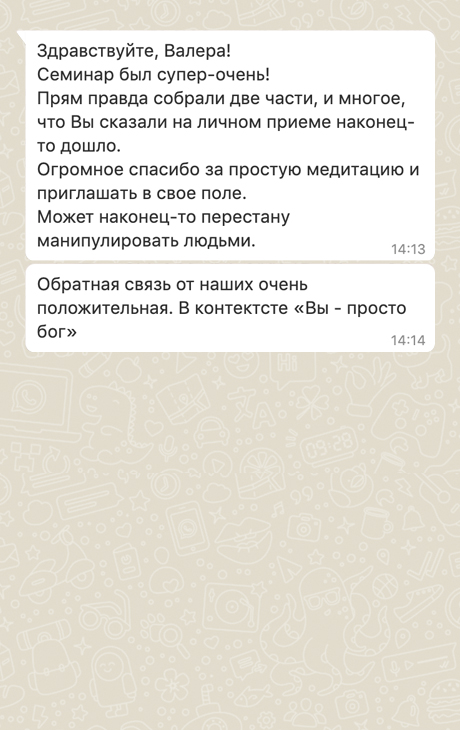 Здравствуйте, Валера!
Семинар был супер-очень!
Прям правда собрали две части, и многое,
что Вы сказали на личном приеме наконец-
то дошло.
Огромное спасибо за простую медитацию и
приглашать в свое поле.
Может наконец-то перестану
манипулировать людьми.
14:13
Обратная связь от наших очень
положительная. В контектсте «Вы - просто
бог»
14:14